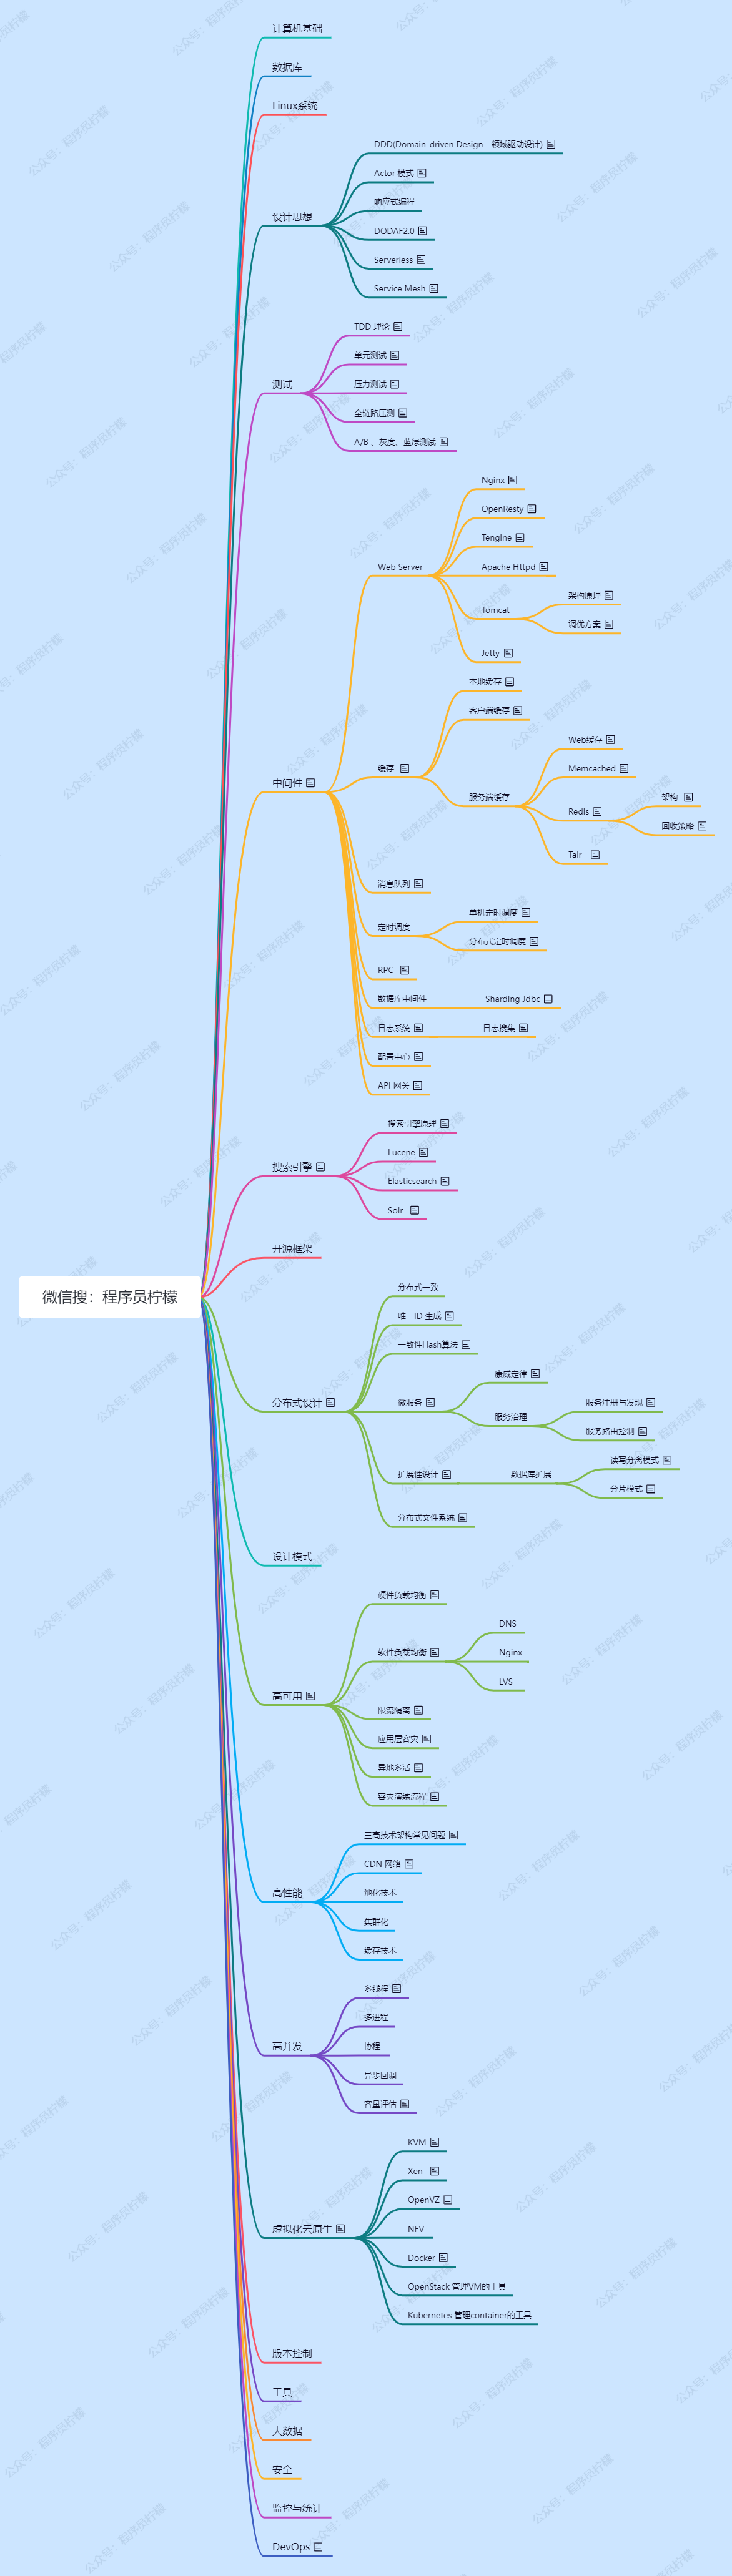 计算机基础
数据库
Linux系统
设计思想
DDD(Domain-driven Design - 领域驱动设计)
Actor 模式
响应式编程
DODAF2.0
Serverless
Service Mesh
测试
TDD 理论
单元测试
压力测试
全链路压测
A/B 、灰度、蓝绿测试
中间件
Web Server
Nginx
OpenResty
Tengine
Apache Httpd
Tomcat
架构原理
调优方案
Jetty
缓存
本地缓存
客户端缓存
服务端缓存
Web缓存
Memcached
Redis
架构
回收策略
Tair
消息队列
定时调度
单机定时调度
分布式定时调度
RPC
数据库中间件
Sharding Jdbc
日志系统
日志搜集
配置中心
API 网关
搜索引擎
搜索引擎原理
Lucene
Elasticsearch
Solr
开源框架
微信搜：程序员柠檬
分布式设计
分布式一致
唯一ID 生成
一致性Hash算法
微服务
康威定律
服务治理
服务注册与发现
服务路由控制
扩展性设计
数据库扩展
读写分离模式
分片模式
分布式文件系统
设计模式
高可用
硬件负载均衡
软件负载均衡
DNS
Nginx
LVS
限流隔离
应用层容灾
异地多活
容灾演练流程
高性能
三高技术架构常见问题
CDN 网络
池化技术
集群化
缓存技术
高并发
多线程
多进程
协程
异步回调
容量评估
虚拟化云原生
KVM
Xen
OpenVZ
NFV
Docker
OpenStack 管理VM的工具
Kubernetes 管理container的工具
版本控制
工具
大数据
安全
监控与统计
DevOps
公众号：程序员柠檬